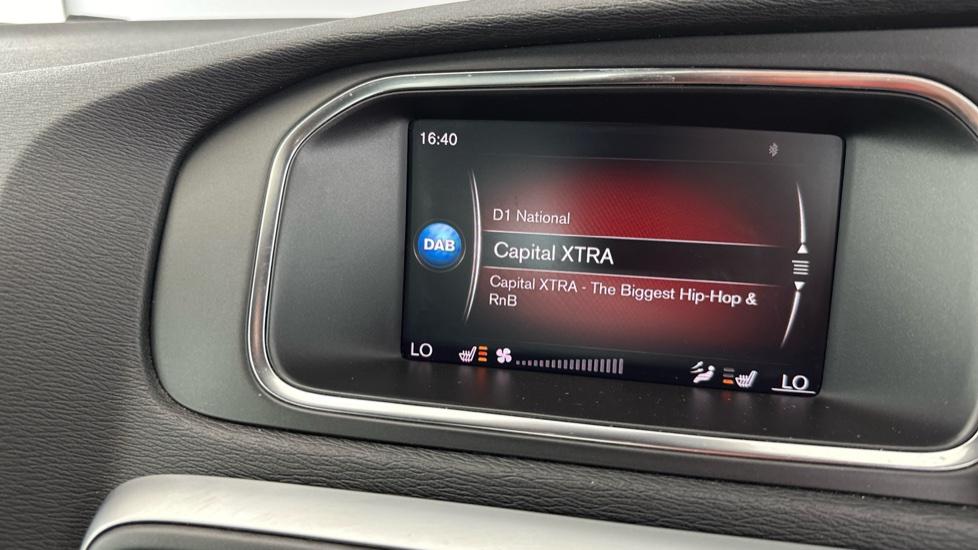 16:40
D1 National
DAB
Capital XTRA
Capital XTRA - The Biggest Hip-Hop &
RnB
LO
LO